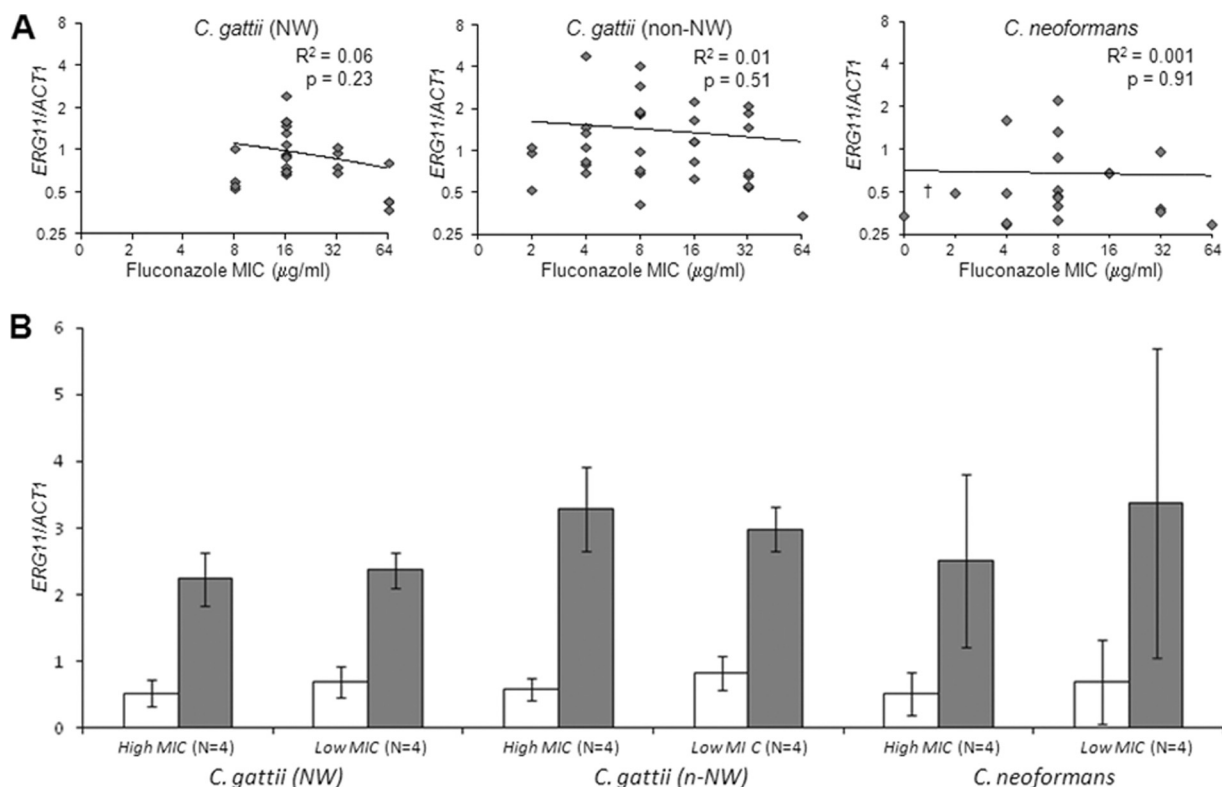 A
C. gattii (NW)
R² = 0.06
p = 0.23
ERG11/ACT1
8
4
2
1
0.5
0.25
0 2 4 8 16 32 64
Fluconazole MIC (μg/ml)
C. gattii (non-NW)
R² = 0.01
p = 0.51
ERG11/ACT1
8
4
2
1
0.5
0.25
0 2 4 8 16 32 64
Fluconazole MIC (μg/ml)
C. neoformans
R² = 0.001
p = 0.91
ERG11/ACT1
8
4
2
1
0.5
0.25
†
0 2 4 8 16 32 64
Fluconazole MIC (μg/ml)
B
ERG11/ACT1
6
5
4
3
2
1
0
High MIC (N=4) Low MIC (N=4) High MIC (N=4) Low MI C (N=4) High MIC (N=4) Low MIC (N=4)
C. gattii (NW) C. gattii (n-NW) C. neoformans